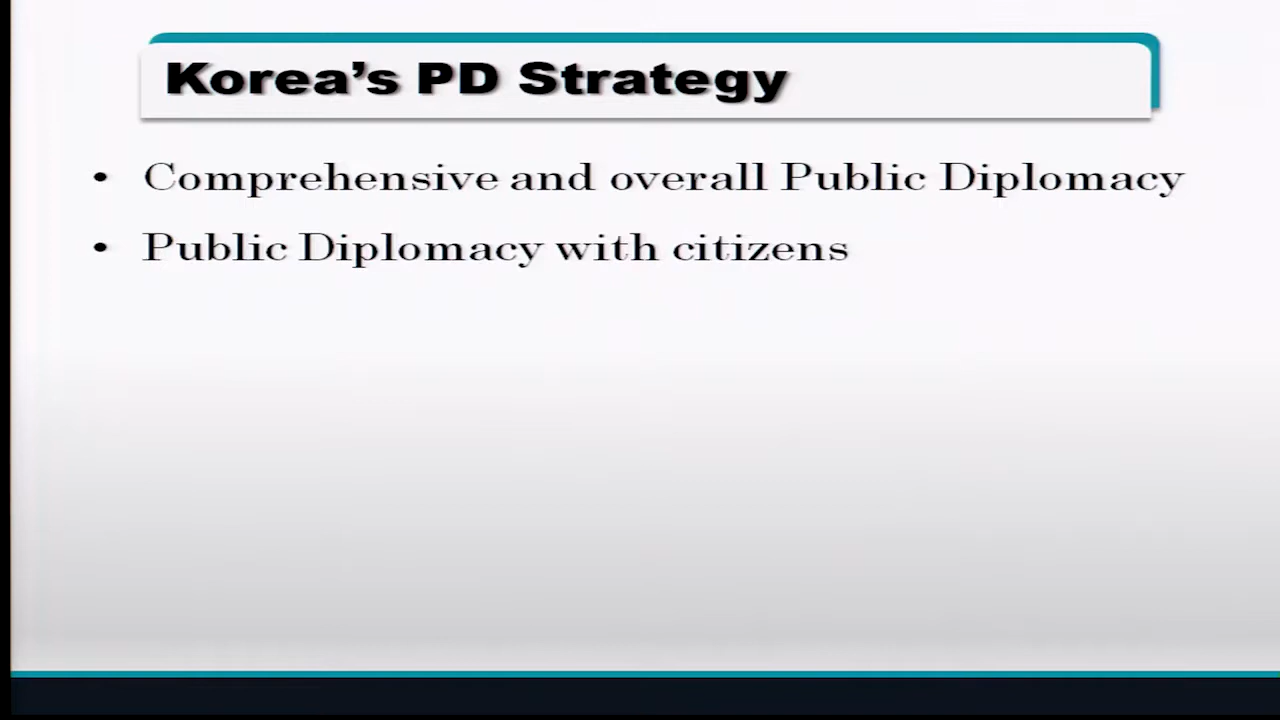 Korea's PD Strategy
• Comprehensive and overall Public Diplomacy
• Public Diplomacy with citizens